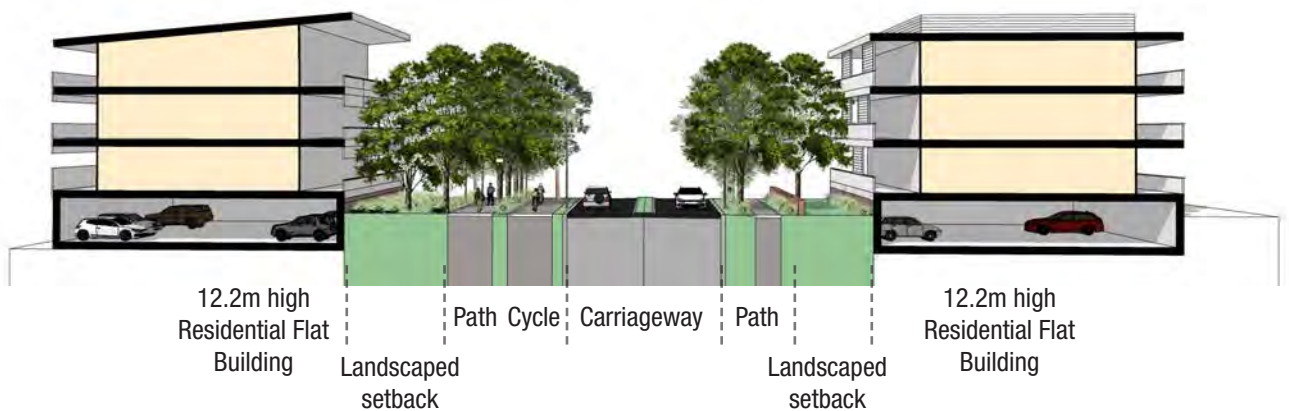 12.2m high
Residential Flat
Building
Landscaped
setback
Path
Cycle
Carriageway
Path
Landscaped
setback
12.2m high
Residential Flat
Building